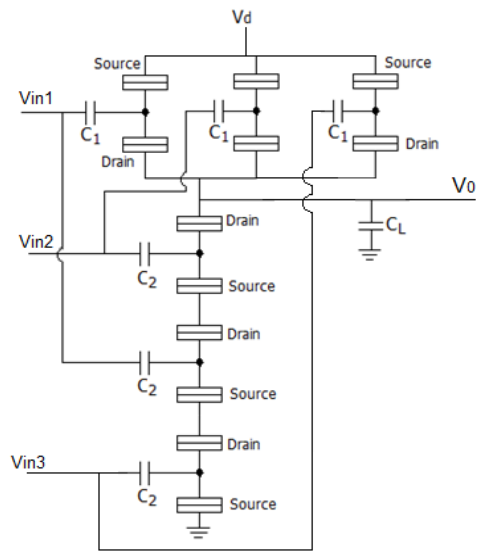 Vd
Source
Source
Vin1
C1
C1
C1
Drain
Drain
V0
Drain
CL
Vin2
C2
Source
Drain
C2
Source
Drain
Vin3
C2
Source